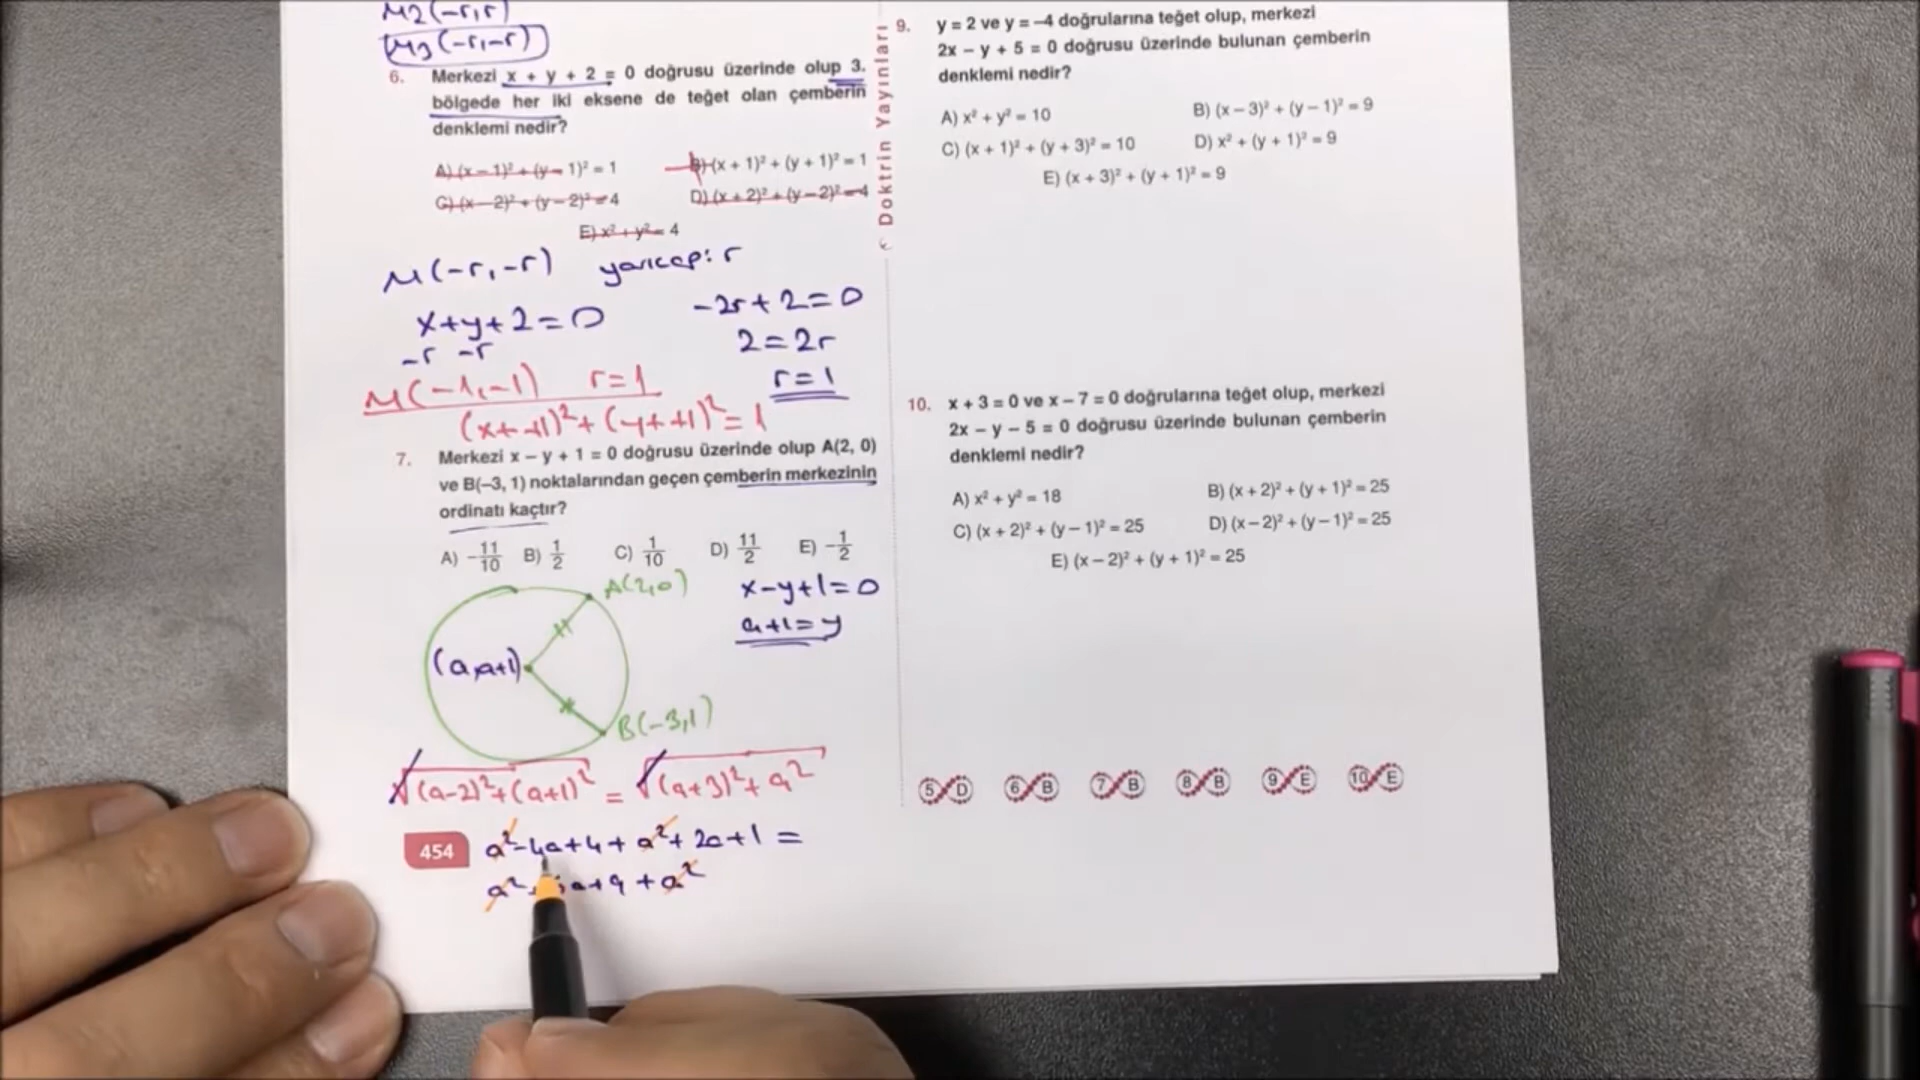 M2(-r,r)
M3(-r,-r)
6. Merkezi x + y + 2 = 0 doğrusu üzerinde olup 3.
bölgede her iki eksene de teğet olan çemberin
denklemi nedir?
A) (x – 1)² + (y – 1)² = 1
B) (x + 1)² + (y + 1)² = 1
C) (x – 2)² + (y – 2)² = 4
D) (x + 2)² + (y – 2)² = 4
E) x² + y² = 4
M(-r,-r) yarıçap: r
x+y+2=0
-r -r
-2r+2=0
2=2r
r=1
M(-1,-1) r=1
(x+1)²+(y+1)²=1
7. Merkezi x – y + 1 = 0 doğrusu üzerinde olup A(2, 0)
ve B(–3, 1) noktalarından geçen çemberin merkezinin
ordinatı kaçtır?
A) –11/10 B) 1/2 C) 1/10 D) 11/2 E) –1/2
A(2,0)
x-y+1=0
a+1=y
(a,a+1)
B(-3,1)
√(a-2)²+(a+1)² = √(a+3)²+a²
454
a²-4a+4+a²+2a+1=
a²+ a+9+a²
Doktrin Yayınları
9. y = 2 ve y = –4 doğrularına teğet olup, merkezi
2x – y + 5 = 0 doğrusu üzerinde bulunan çemberin
denklemi nedir?
A) x² + y² = 10
B) (x – 3)² + (y – 1)² = 9
C) (x + 1)² + (y + 3)² = 10
D) x² + (y + 1)² = 9
E) (x + 3)² + (y + 1)² = 9
10. x + 3 = 0 ve x – 7 = 0 doğrularına teğet olup, merkezi
2x – y – 5 = 0 doğrusu üzerinde bulunan çemberin
denklemi nedir?
A) x² + y² = 18
B) (x + 2)² + (y + 1)² = 25
C) (x + 2)² + (y – 1)² = 25
D) (x – 2)² + (y – 1)² = 25
E) (x – 2)² + (y + 1)² = 25
5 D 6 B 7 B 8 B 9 E 10 E